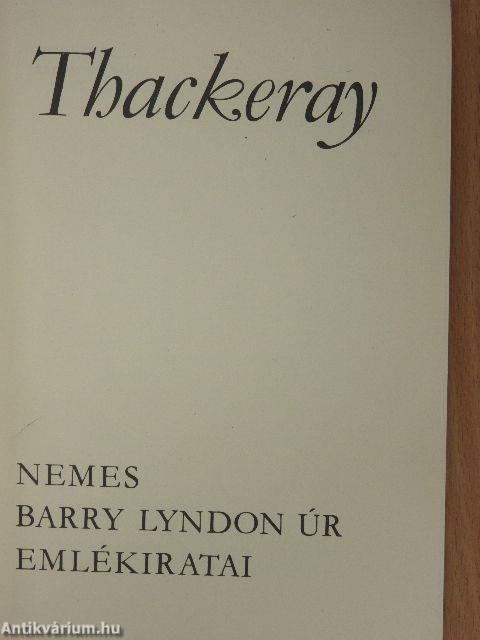 Thackeray
NEMES
BARRY LYNDON ÚR
EMLÉKIRATAI
Antikvárium.hu